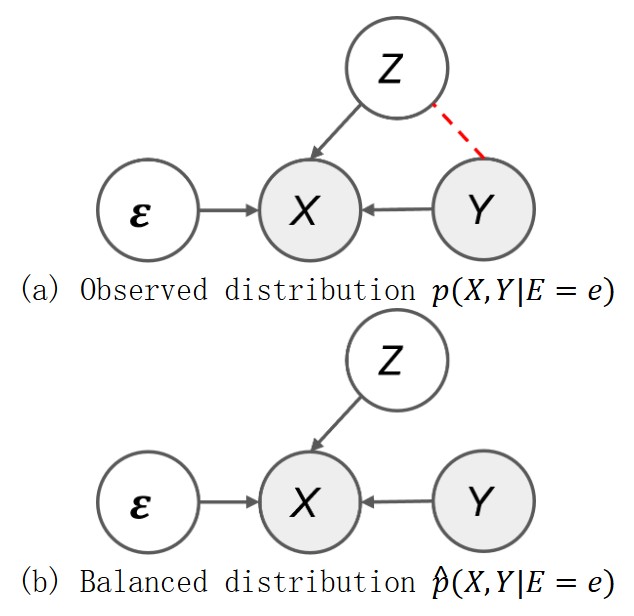 Z
ε X Y
(a) Observed distribution p(X,Y|E = e)
Z
ε X Y
(b) Balanced distribution p̂(X,Y|E = e)